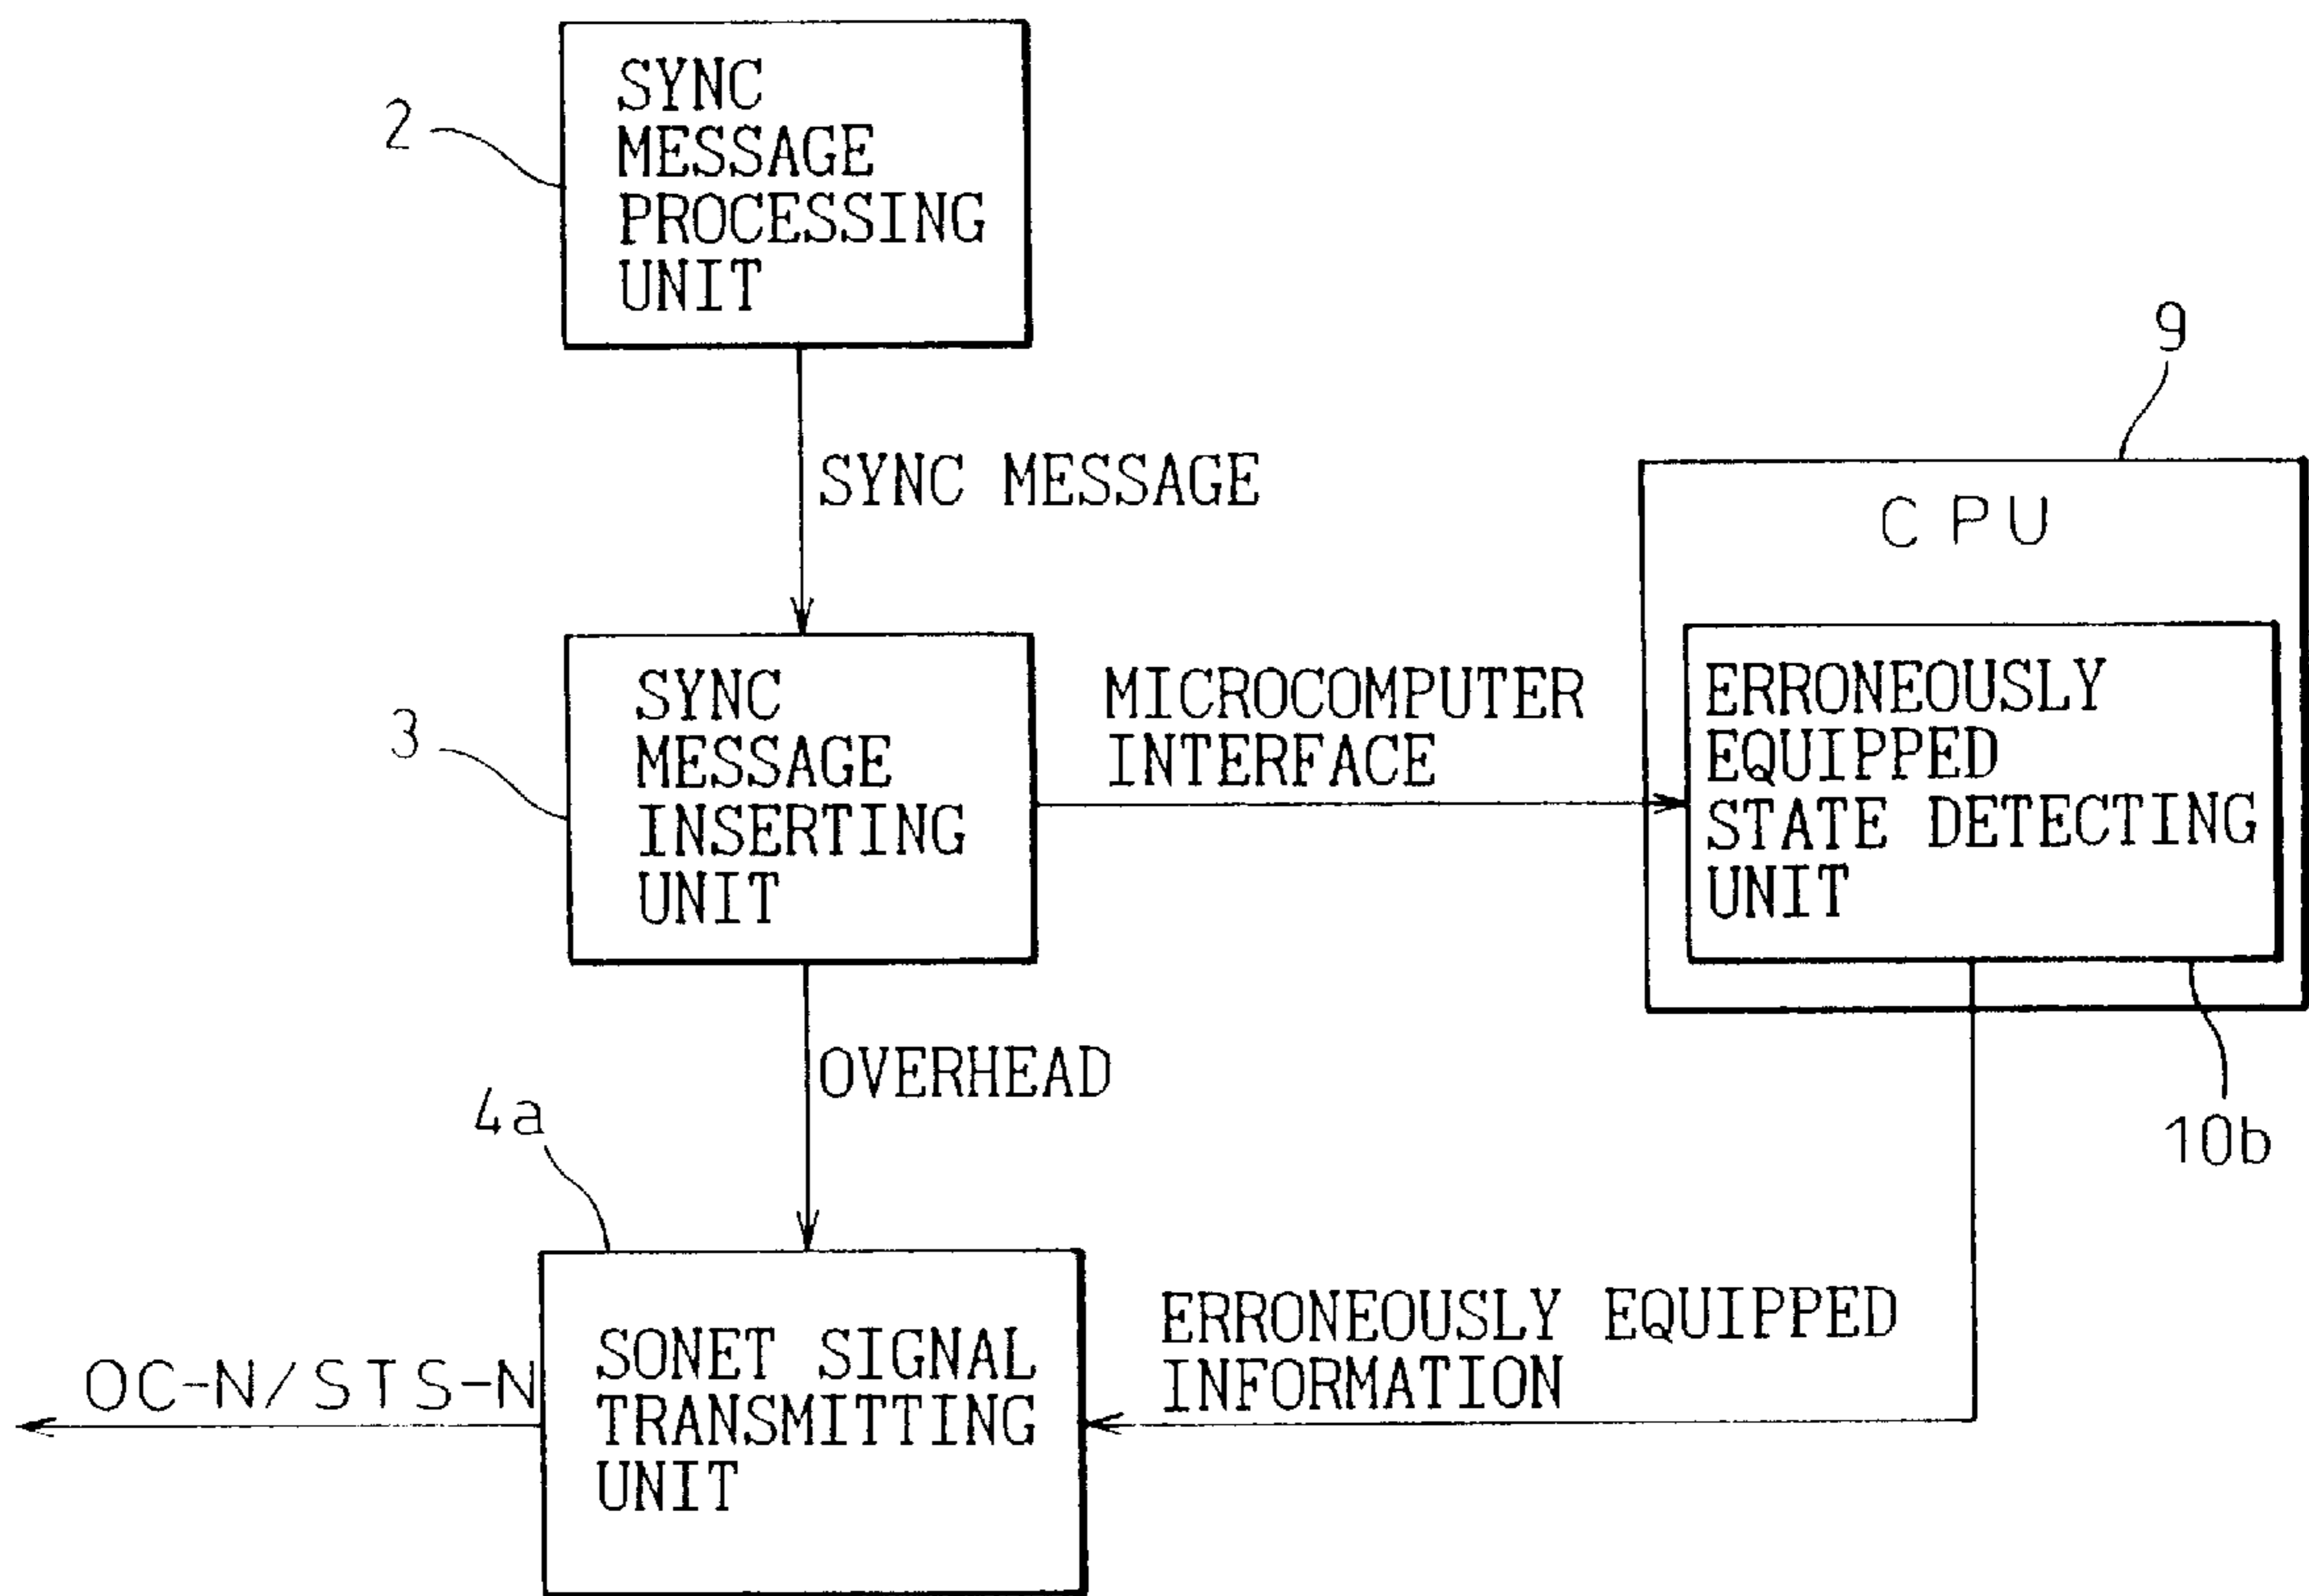 SYNC
MESSAGE
PROCESSING
UNIT
2
SYNC MESSAGE
9
CPU
SYNC
MESSAGE
INSERTING
UNIT
3
MICROCOMPUTER
INTERFACE
ERRONEOUSLY
EQUIPPED
STATE DETECTING
UNIT
10b
OVERHEAD
4a
SONET SIGNAL
TRANSMITTING
UNIT
ERRONEOUSLY EQUIPPED
INFORMATION
OC-N/STS-N